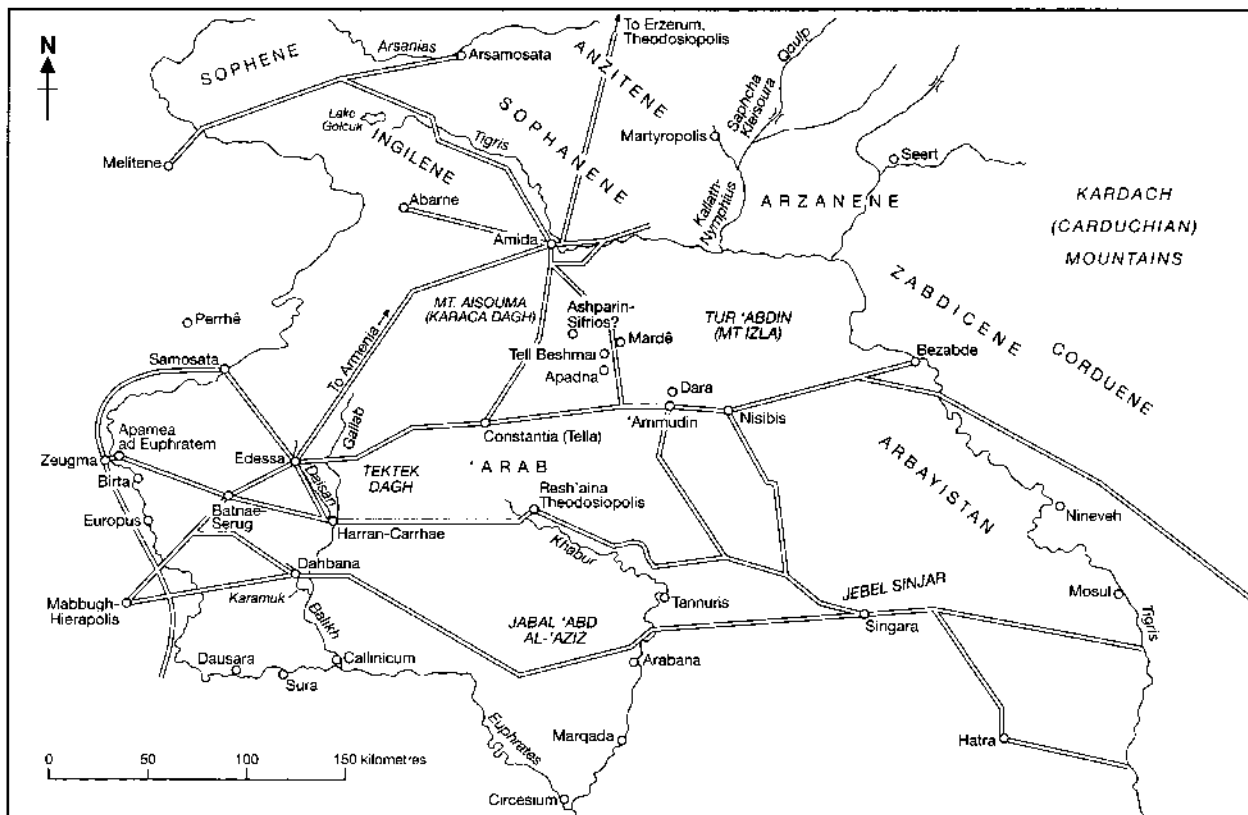 N
To Erzerum,
Theodosiopolis
SOPHENE
Arsanias
Arsamosata
ANZITENE
Qoulp
Saphcha
Kleisoura
Lake
Golcuk
INGILENE
Tigris
SOPHANENE
Martyropolis
Melitene
Seert
Abarne
Kallath-
Nymphius
ARZANENE
KARDACH
(CARDUCHIAN)
MOUNTAINS
Amida
MT. AISOUMA
(KARACA DAGH)
Ashparin-
Sifrios?
TUR 'ABDIN
(MT IZLA)
ZABDICENE
CORDUENE
Perrhê
To Armenia
Tell Beshmai
Mardê
Bezabde
Samosata
Apadna
Dara
Gallab
Apamea
ad Euphratem
Constantia (Tella)
'Ammudin
Nisibis
Zeugma
Edessa
Birta
Daisan
TEKTEK
DAGH
'ARAB
ARBAYISTAN
Batnae
Serug
Resh'aina
Theodosiopolis
Nineveh
Europus
Harran-Carrhae
Khabur
Dahbana
JEBEL SINJAR
Mosul
Mabbugh-
Hierapolis
Karamuk
Balikh
Tannuris
Singara
Tigris
JABAL 'ABD
AL-'AZIZ
Dausara
Callinicum
Sura
Arabana
Euphrates
Marqada
Hatra
0 50 100 150 kilometres
Circesium